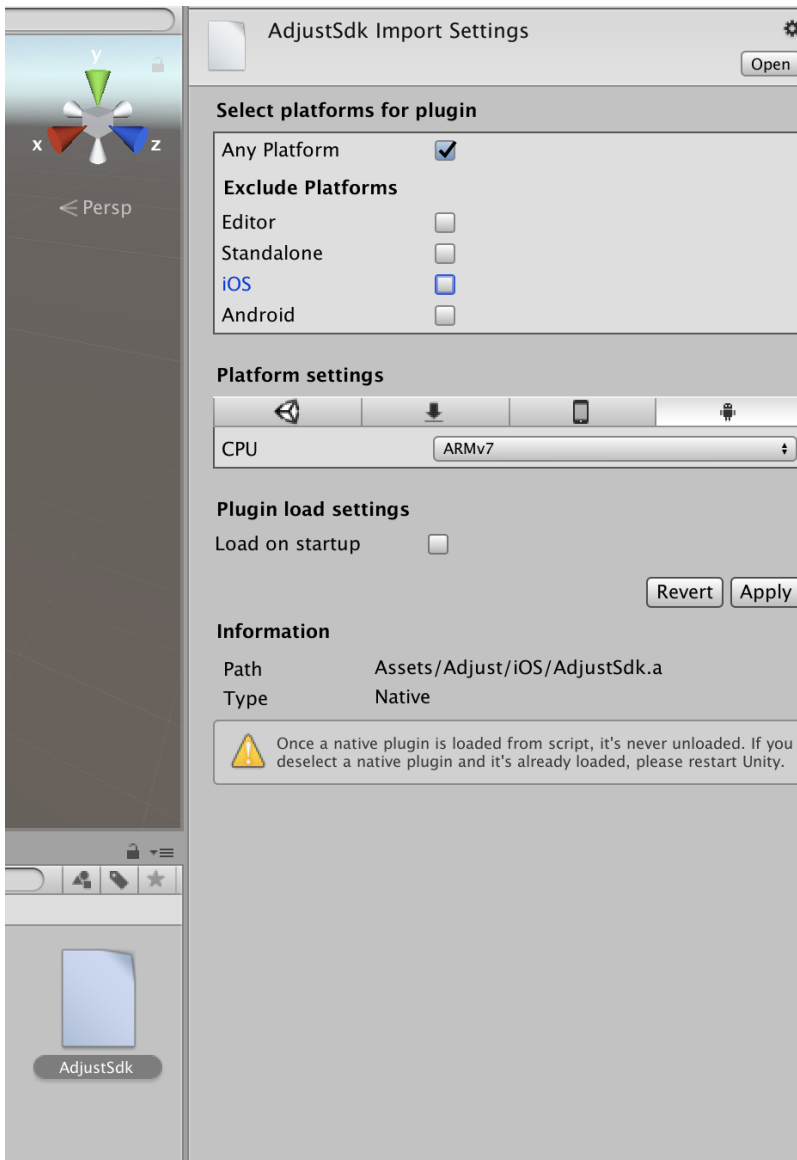 y
x
z
Persp
AdjustSdk Import Settings
Open
Select platforms for plugin
Any Platform
Exclude Platforms
Editor
Standalone
iOS
Android
Platform settings
CPU ARMv7
Plugin load settings
Load on startup
Revert Apply
Information
Path Assets/Adjust/iOS/AdjustSdk.a
Type Native
Once a native plugin is loaded from script, it's never unloaded. If you
deselect a native plugin and it's already loaded, please restart Unity.
AdjustSdk